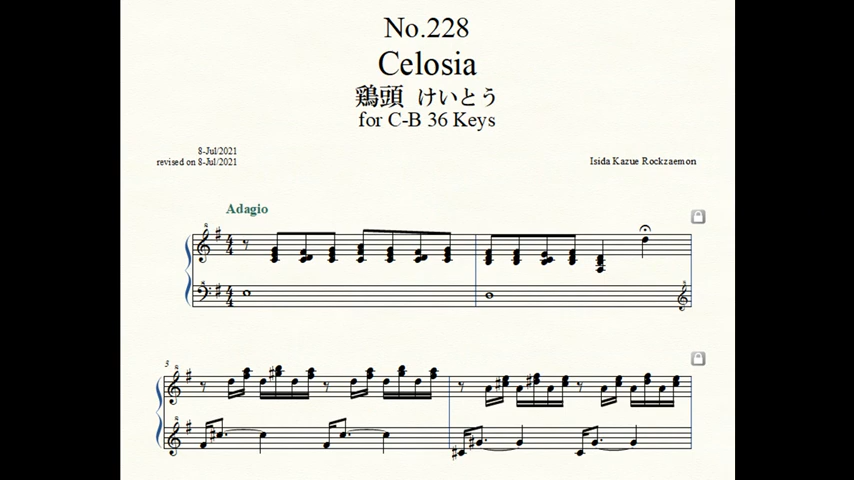 No.228
Celosia
鶏頭 けいとう
for C-B 36 Keys
8-Jul/2021
revised on 8-Jul/2021
Isida Kazue Rockzaemon
Adagio
3